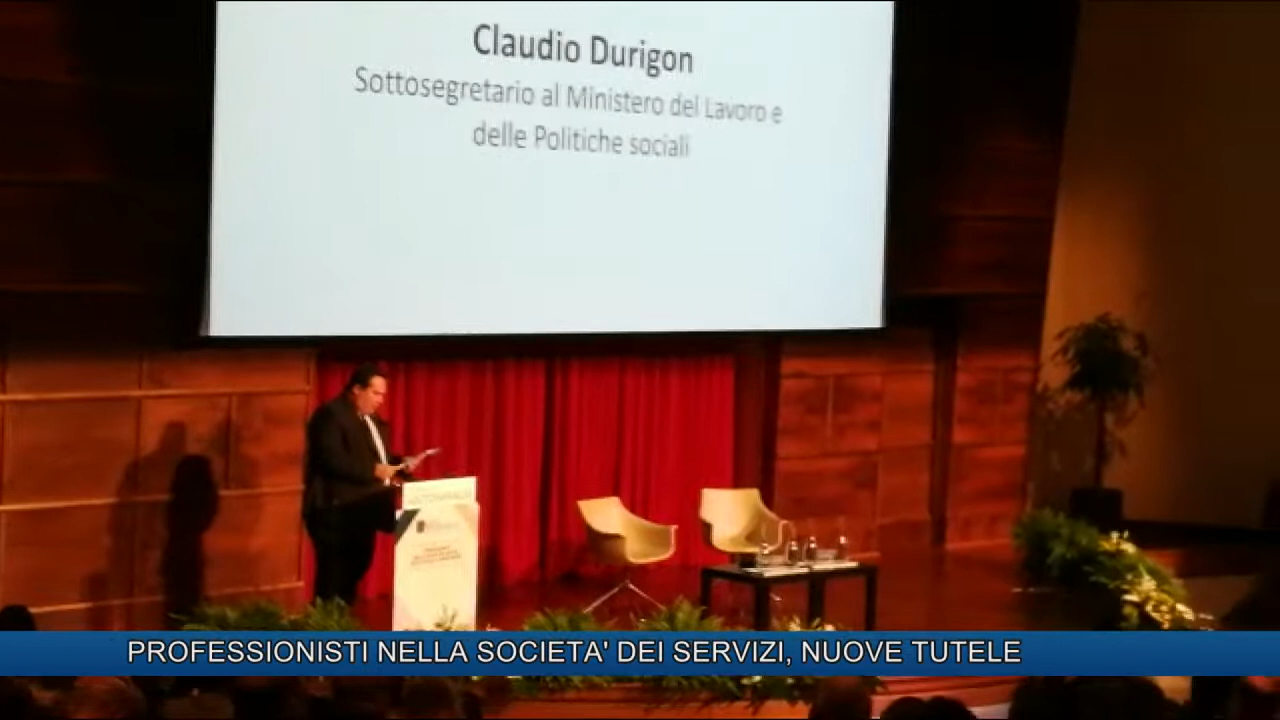 Claudio Durigon
Sottosegretario al Ministero del Lavoro e
delle Politiche sociali
PROFESSIONISTI NELLA SOCIETA' DEI SERVIZI, NUOVE TUTELE